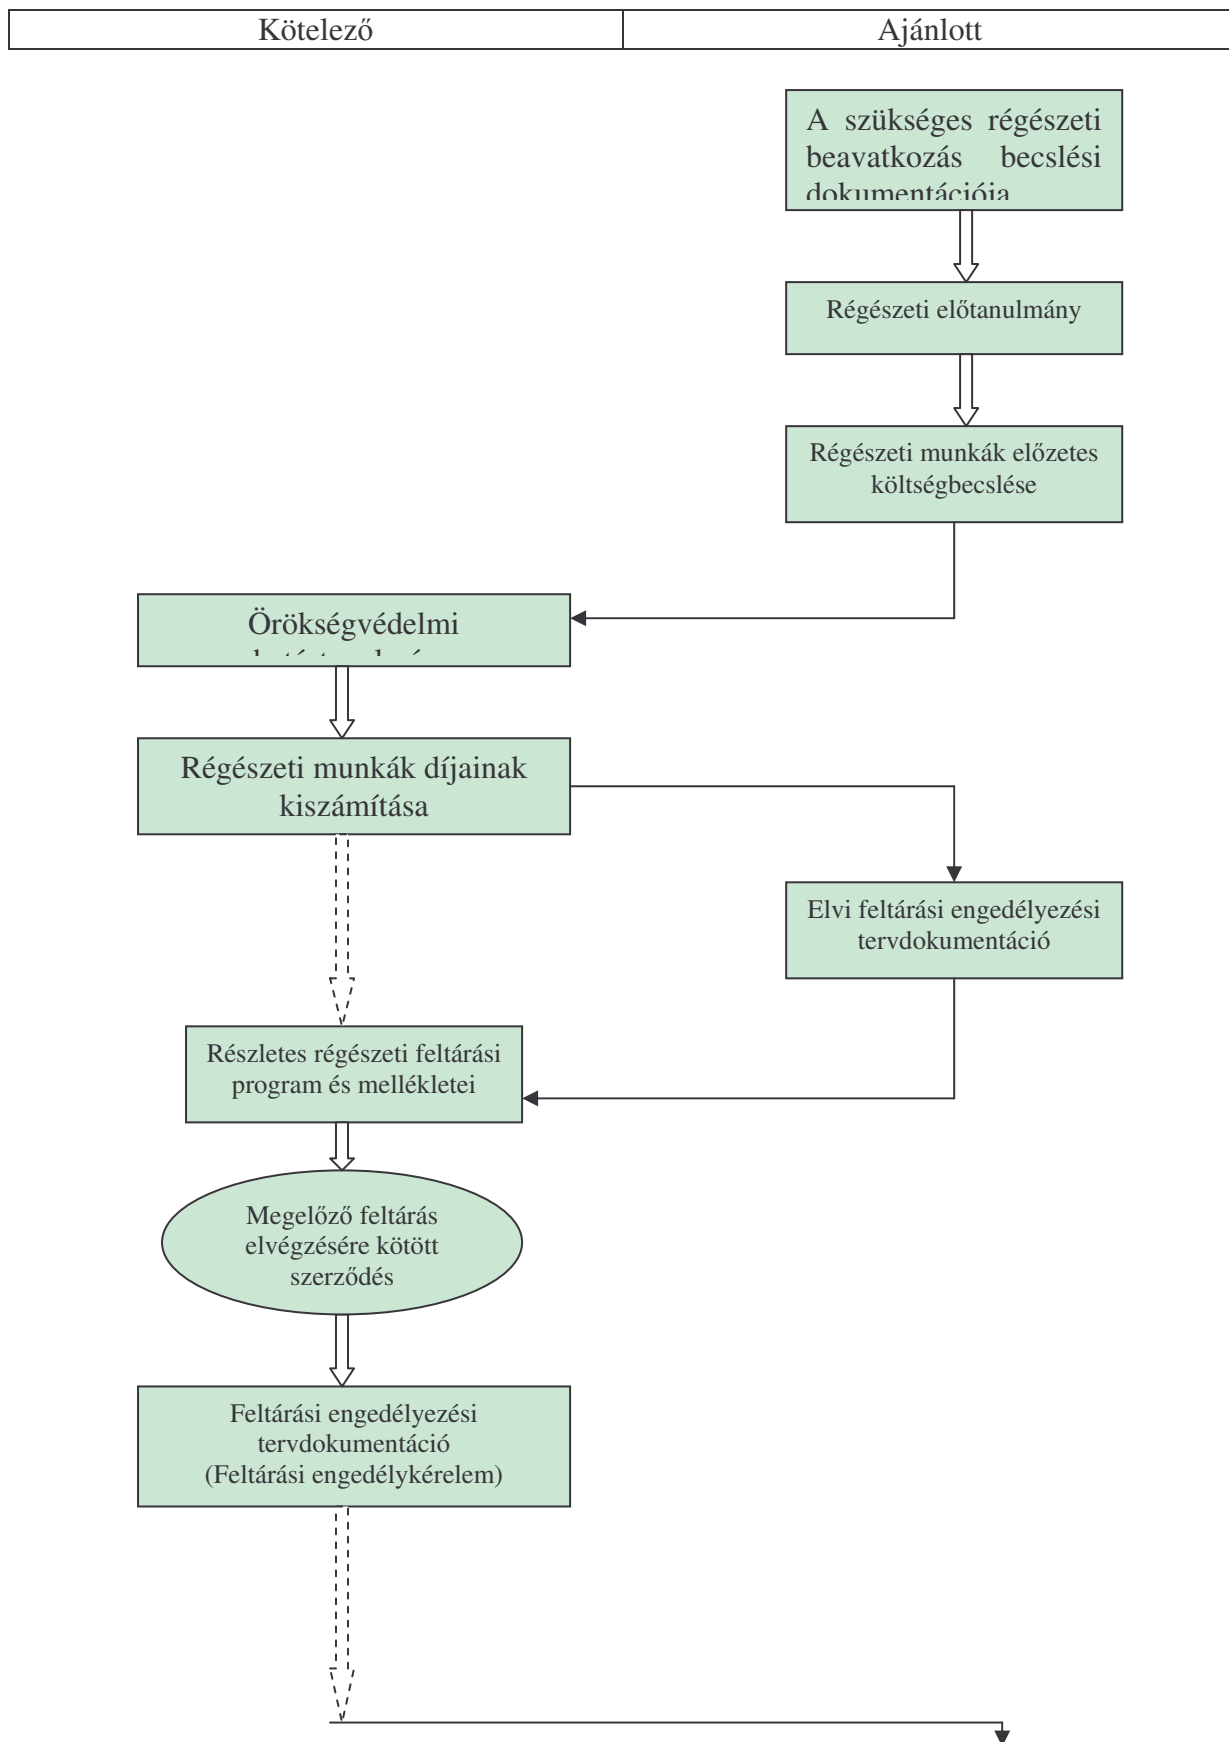 Kötelező
Ajánlott
A szükséges régészeti
beavatkozás becslési
dokumentációja
Régészeti előtanulmány
Régészeti munkák előzetes
költségbecslése
Örökségvédelmi
Régészeti munkák díjainak
kiszámítása
Elvi feltárási engedélyezési
tervdokumentáció
Részletes régészeti feltárási
program és mellékletei
Megelőző feltárás
elvégzésére kötött
szerződés
Feltárási engedélyezési
tervdokumentáció
(Feltárási engedélykérelem)